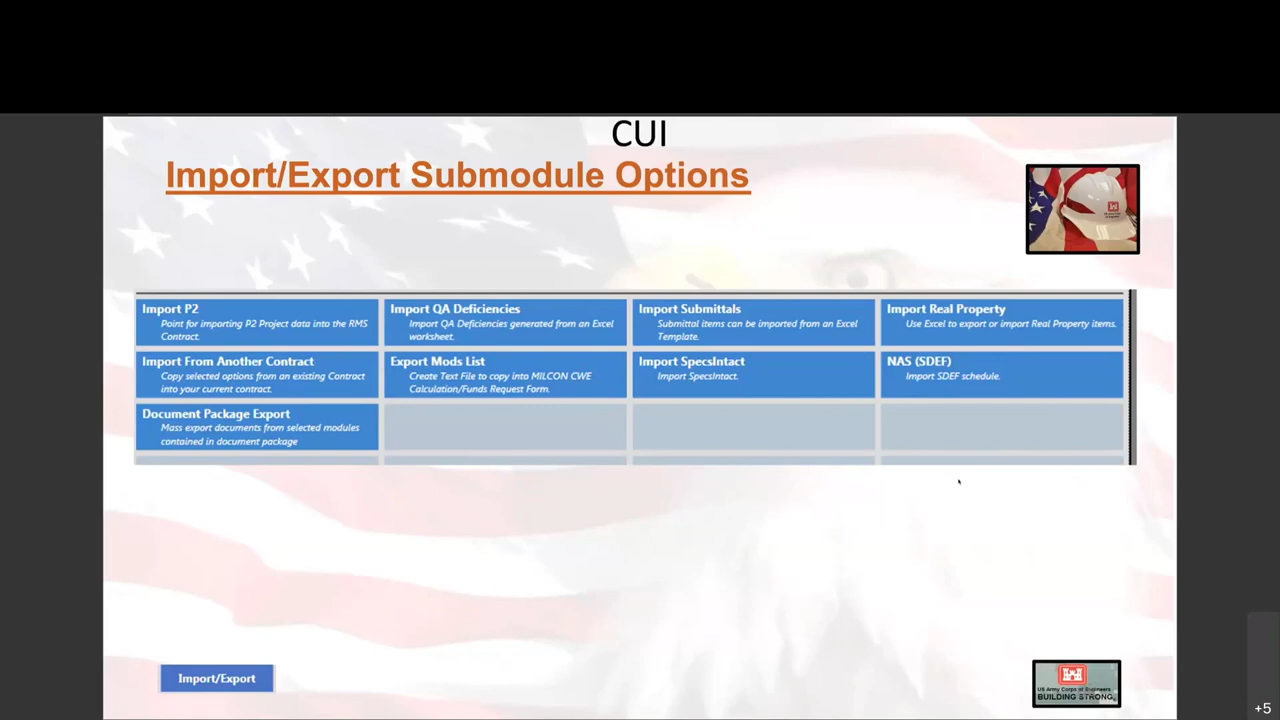 CUI
Import/Export Submodule Options
Import P2
Point for importing P2 Project data into the RMS
Contract.
Import QA Deficiencies
Import QA Deficiencies generated from an Excel
worksheet.
Import Submittals
Submittal items can be imported from an Excel
Template.
Import Real Property
Use Excel to export or import Real Property items.
Import From Another Contract
Copy selected options from an existing Contract
into your current contract.
Export Mods List
Create Text File to copy into MILCON CWE
Calculation/Funds Request Form.
Import SpecsIntact
Import SpecsIntact.
NAS (SDEF)
Import SDEF schedule.
Document Package Export
Mass export documents from selected modules
contained in document package
Import/Export
US Army Corps of Engineers
BUILDING STRONG
+5